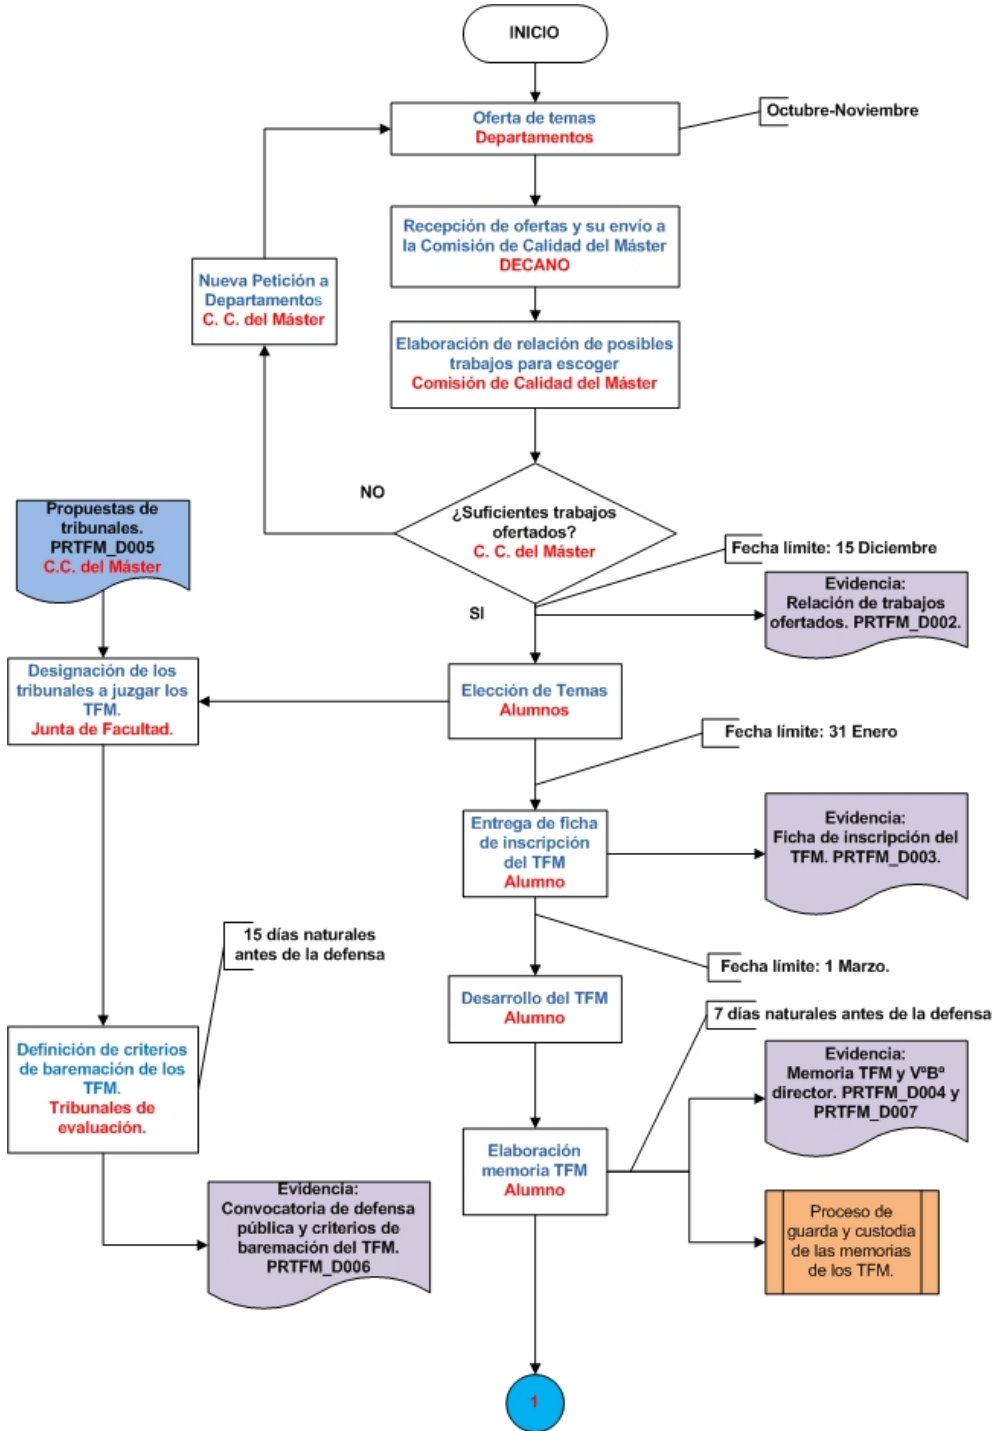 INICIO
Oferta de temas
Departamentos
Octubre-Noviembre
Recepción de ofertas y su envío a
la Comisión de Calidad del Máster
DECANO
Nueva Petición a
Departamentos
C. C. del Máster
Elaboración de relación de posibles
trabajos para escoger
Comisión de Calidad del Máster
NO
¿Suficientes trabajos
ofertados?
C. C. del Máster
Propuestas de
tribunales.
PRTFM_D005
C.C. del Máster
Fecha límite: 15 Diciembre
SI
Evidencia:
Relación de trabajos
ofertados. PRTFM_D002.
Designación de los
tribunales a juzgar los
TFM.
Junta de Facultad.
Elección de Temas
Alumnos
Fecha límite: 31 Enero
Entrega de ficha
de inscripción
del TFM
Alumno
Evidencia:
Ficha de inscripción del
TFM. PRTFM_D003.
15 días naturales
antes de la defensa
Fecha límite: 1 Marzo.
Desarrollo del TFM
Alumno
7 días naturales antes de la defensa
Definición de criterios
de baremación de los
TFM.
Tribunales de
evaluación.
Evidencia:
Memoria TFM y VºBº
director. PRTFM_D004 y
PRTFM_D007
Elaboración
memoria TFM
Alumno
Evidencia:
Convocatoria de defensa
pública y criterios de
baremación del TFM.
PRTFM_D006
Proceso de
guarda y custodia
de las memorias
de los TFM.
1